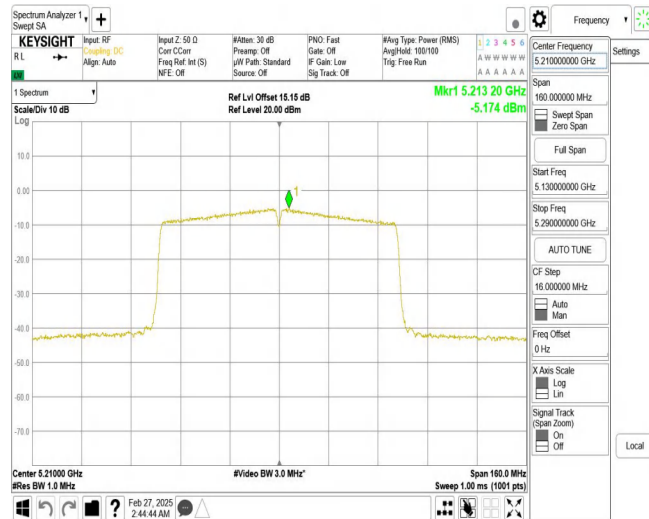 Spectrum Analyzer 1
Swept SA
+
Frequency
KEYSIGHT
Input: RF
Input Z: 50 Ω
#Atten: 30 dB
PNO: Fast
#Avg Type: Power (RMS)
1 2 3 4 5 6
R L
Coupling: DC
Corr CCorr
Preamp: Off
Gate: Off
Avg|Hold: 100/100
A W W W W W
Align: Auto
Freq Ref: Int (S)
µW Path: Standard
IF Gain: Low
Trig: Free Run
NFE: Off
Source: Off
Sig Track: Off
A A A A A A
1 Spectrum
Scale/Div 10 dB
Ref Lvl Offset 15.15 dB
Ref Level 20.00 dBm
Mkr1 5.213 20 GHz
-5.174 dBm
Log
10.0
0.00
-10.0
-20.0
-30.0
-40.0
-50.0
-60.0
-70.0
1
Center 5.21000 GHz
#Video BW 3.0 MHz*
Span 160.0 MHz
#Res BW 1.0 MHz
Sweep 1.00 ms (1001 pts)
Feb 27, 2025
2:44:44 AM
?
Center Frequency
5.210000000 GHz
Settings
Span
160.000000 MHz
Swept Span
Zero Span
Full Span
Start Freq
5.130000000 GHz
Stop Freq
5.290000000 GHz
AUTO TUNE
CF Step
16.000000 MHz
Auto
Man
Freq Offset
0 Hz
X Axis Scale
Log
Lin
Signal Track
(Span Zoom)
On
Off
Local